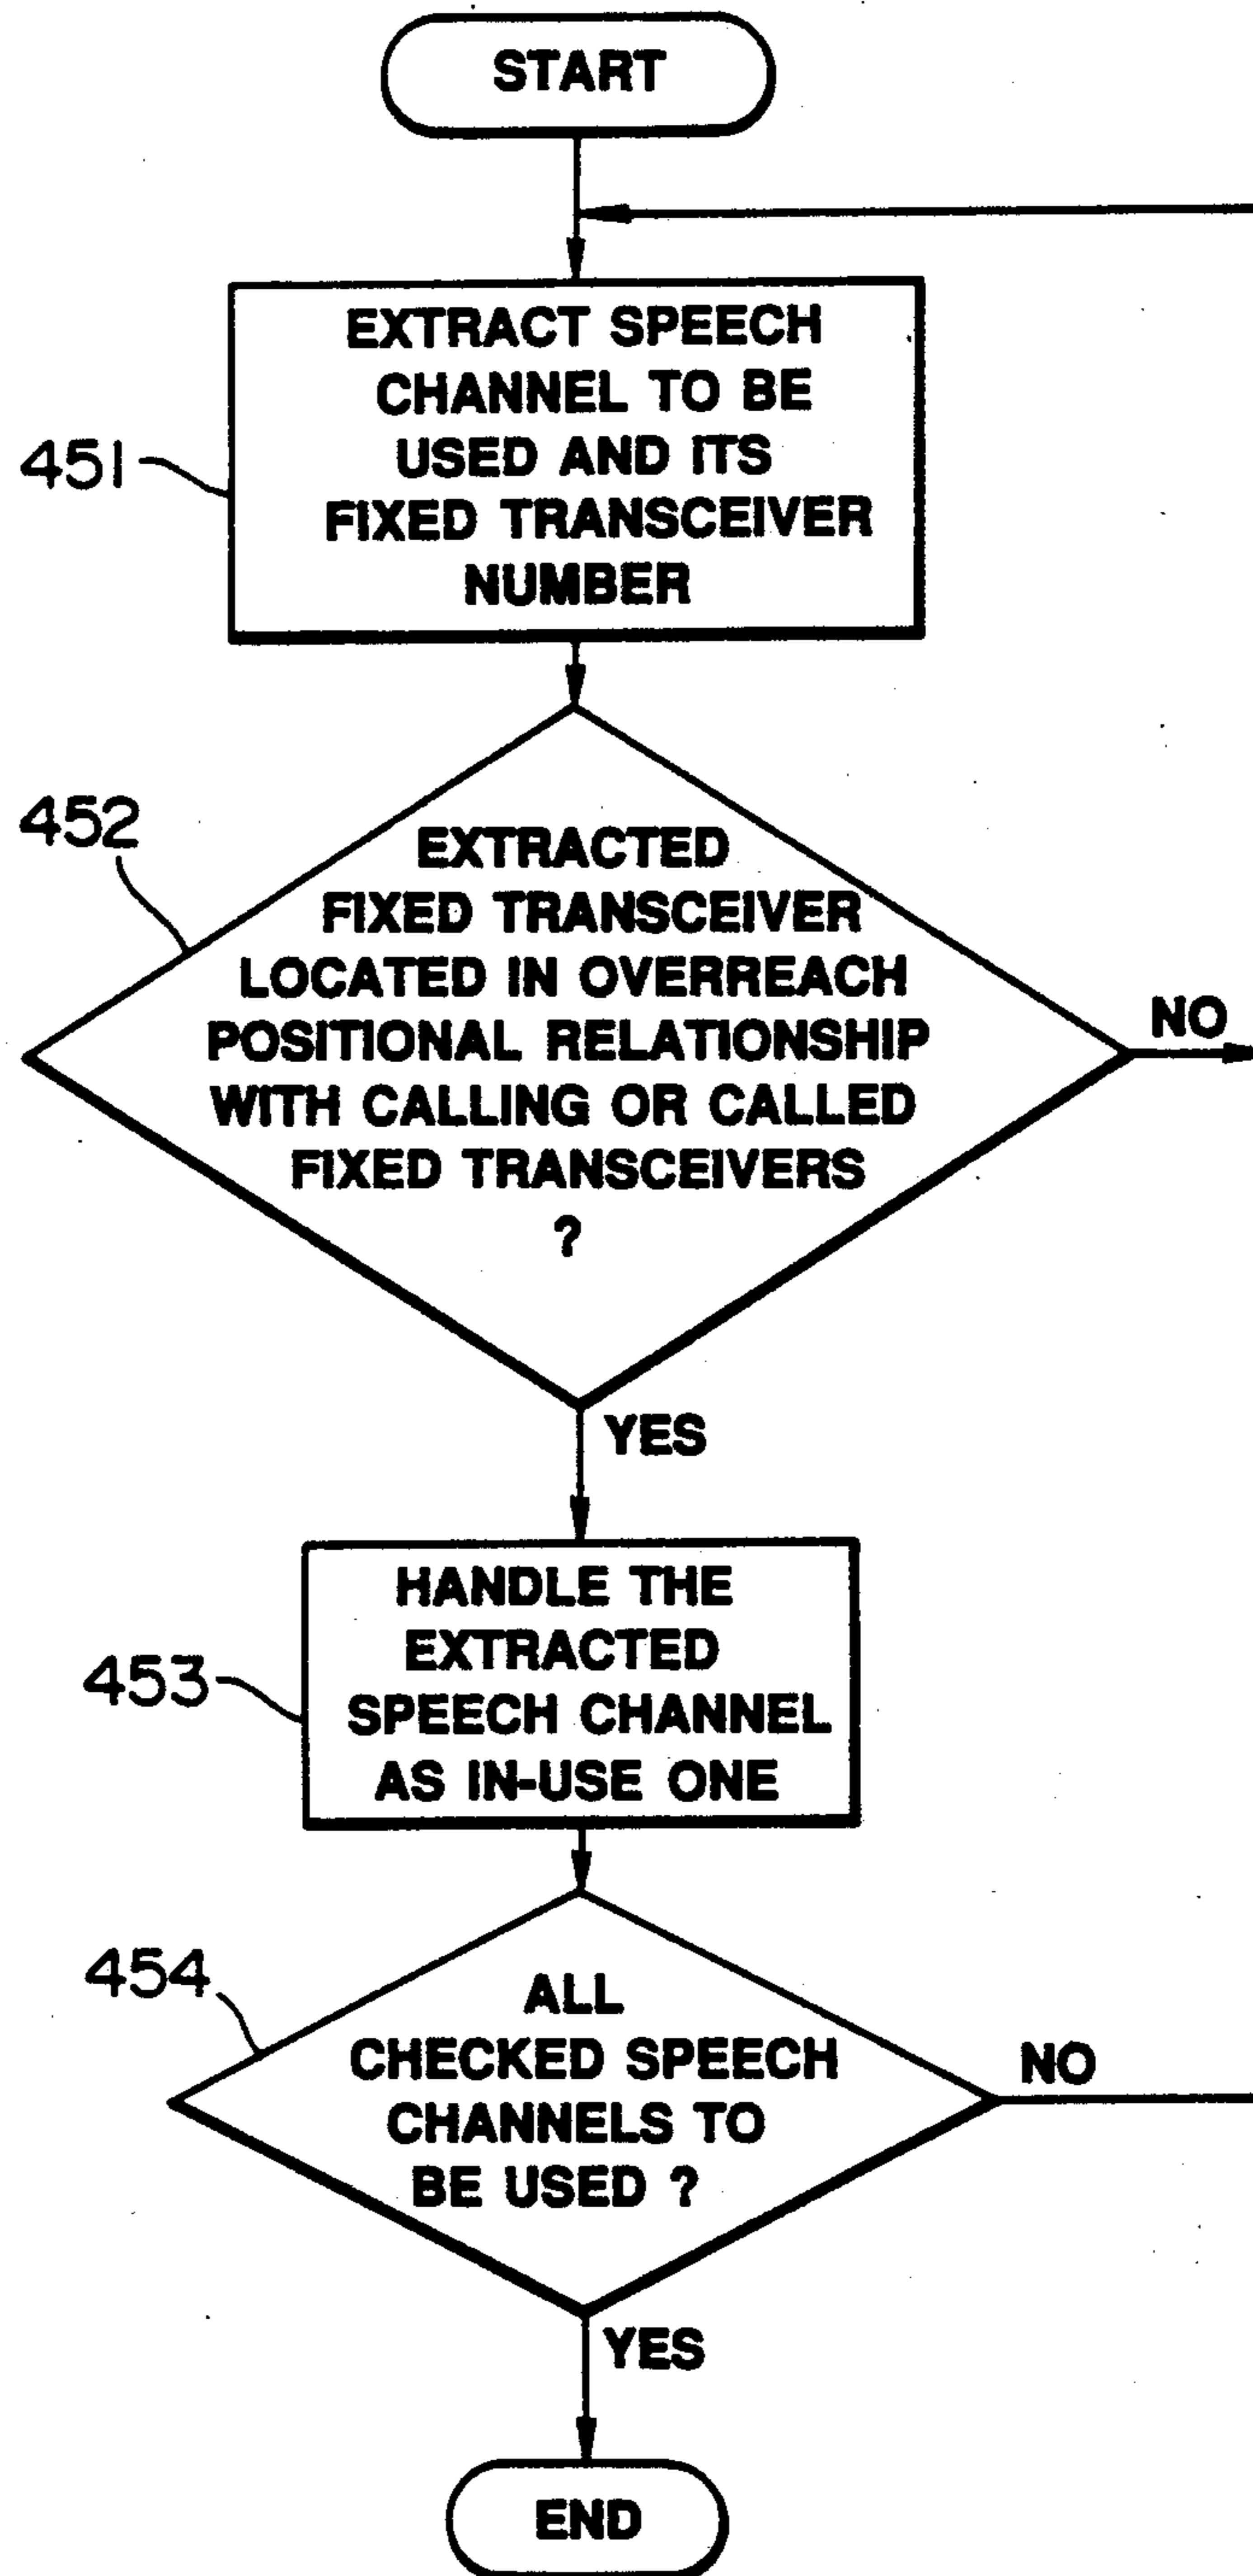 START
EXTRACT SPEECH
CHANNEL TO BE
USED AND ITS
FIXED TRANSCEIVER
NUMBER
451
452
EXTRACTED
FIXED TRANSCEIVER
LOCATED IN OVERREACH
POSITIONAL RELATIONSHIP
WITH CALLING OR CALLED
FIXED TRANSCEIVERS
?
NO
YES
HANDLE THE
EXTRACTED
SPEECH CHANNEL
AS IN-USE ONE
453
454
ALL
CHECKED SPEECH
CHANNELS TO
BE USED ?
NO
YES
END